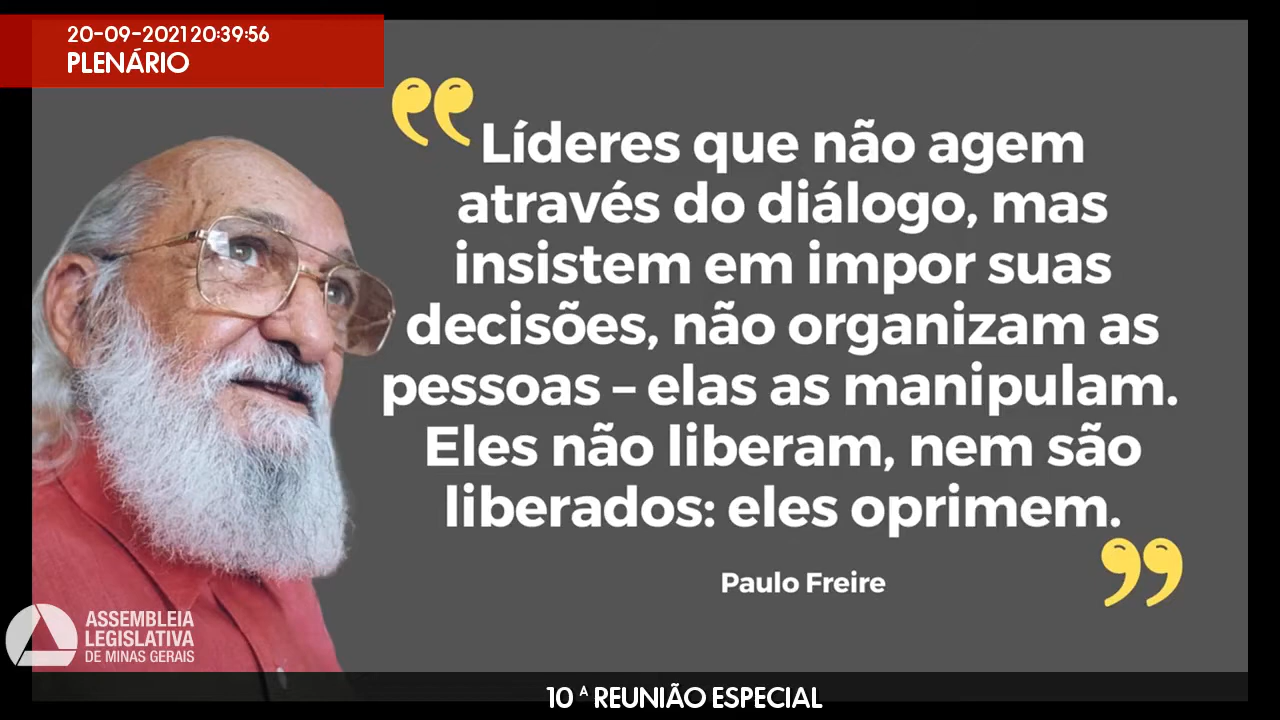 20-09-2021 20:39:56
PLENÁRIO
“Líderes que não agem
através do diálogo, mas
insistem em impor suas
decisões, não organizam as
pessoas – elas as manipulam.
Eles não liberam, nem são
liberados: eles oprimem.”
Paulo Freire
ASSEMBLEIA
LEGISLATIVA
DE MINAS GERAIS
10 ª REUNIÃO ESPECIAL